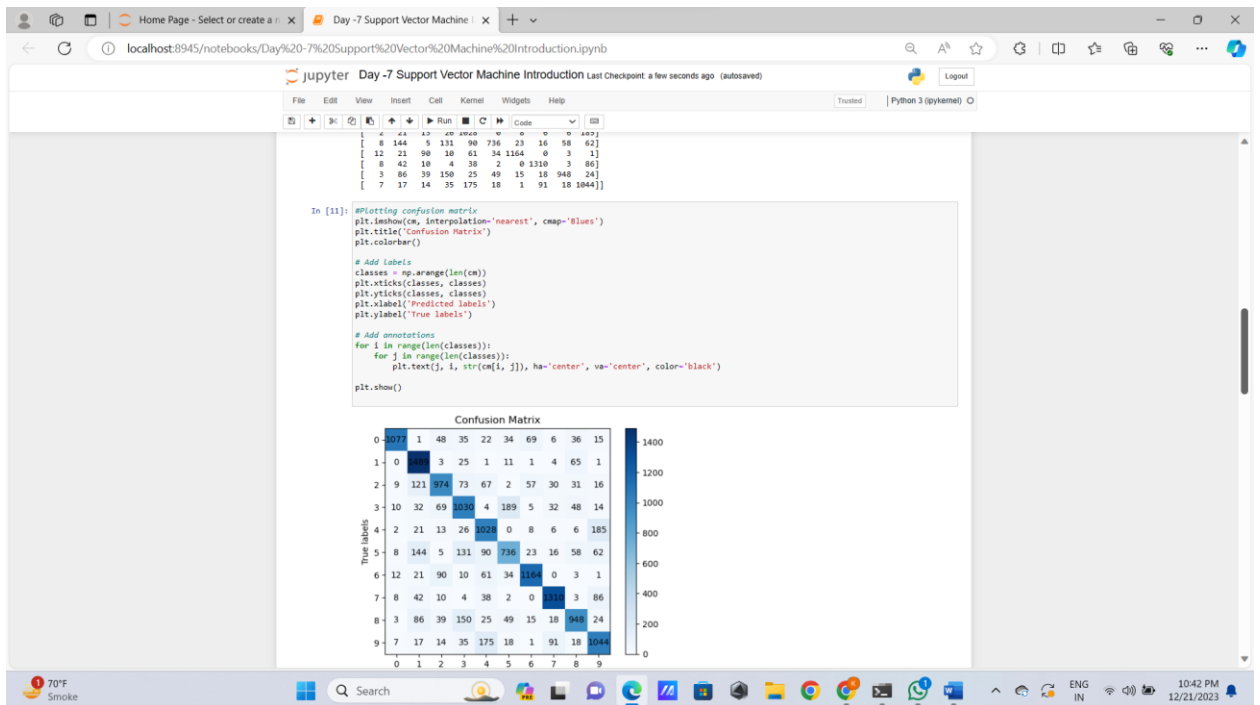 Home Page - Select or create a n
Day -7 Support Vector Machine I
localhost:8945/notebooks/Day%20-7%20Support%20Vector%20Machine%20Introduction.ipynb
jupyter Day -7 Support Vector Machine Introduction Last Checkpoint: a few seconds ago (autosaved)
Logout
File Edit View Insert Cell Kernel Widgets Help
Trusted
Python 3 (ipykernel)
Run
Code
[ 2 21 13 26 1028 0 8 6 6 185]
[ 8 144 5 131 90 736 23 16 58 62]
[ 12 21 90 10 61 34 1164 0 3 1]
[ 8 42 10 4 38 2 0 1310 3 86]
[ 3 86 39 150 25 49 15 18 948 24]
[ 7 17 14 35 175 18 1 91 18 1044]]
In [11]: #Plotting confusion matrix
plt.imshow(cm, interpolation='nearest', cmap='Blues')
plt.title('Confusion Matrix')
plt.colorbar()
# Add labels
classes = np.arange(len(cm))
plt.xticks(classes, classes)
plt.yticks(classes, classes)
plt.xlabel('Predicted labels')
plt.ylabel('True labels')
# Add annotations
for i in range(len(classes)):
for j in range(len(classes)):
plt.text(j, i, str(cm[i, j]), ha='center', va='center', color='black')
plt.show()
Confusion Matrix
0 1077 1 48 35 22 34 69 6 36 15
1 0 1489 3 25 1 11 1 4 65 1
2 9 121 974 73 67 2 57 30 31 16
3 10 32 69 1030 4 189 5 32 48 14
4 2 21 13 26 1028 0 8 6 6 185
5 8 144 5 131 90 736 23 16 58 62
6 12 21 90 10 61 34 1164 0 3 1
7 8 42 10 4 38 2 0 1310 3 86
8 3 86 39 150 25 49 15 18 948 24
9 7 17 14 35 175 18 1 91 18 1044
0 1 2 3 4 5 6 7 8 9
True labels
1400
1200
1000
800
600
400
200
0
1
70°F
Smoke
Search
PRE
ENG
IN
10:42 PM
12/21/2023